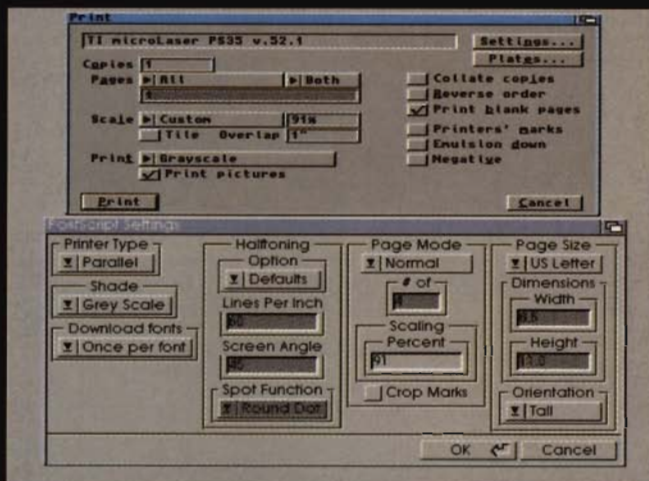 Print
TI microLaser PS35 v.52.1
Settings...
Plates...
Copies 1
Pages All Both
1
Scale Custom 91%
Tile Overlap 1"
Print Grayscale
Print pictures
Collate copies
Reverse order
Print blank pages
Printers' marks
Emulsion down
Negative
Print
Cancel
PostScript Settings
Printer Type
Parallel
Shade
Grey Scale
Download fonts
Once per font
Halftoning
Option
Defaults
Lines Per Inch
60
Screen Angle
45
Spot Function
Round Dot
Page Mode
Normal
# of
Scaling
Percent
91
Crop Marks
Page Size
US Letter
Dimensions
Width
8.5
Height
11.0
Orientation
Tall
OK
Cancel